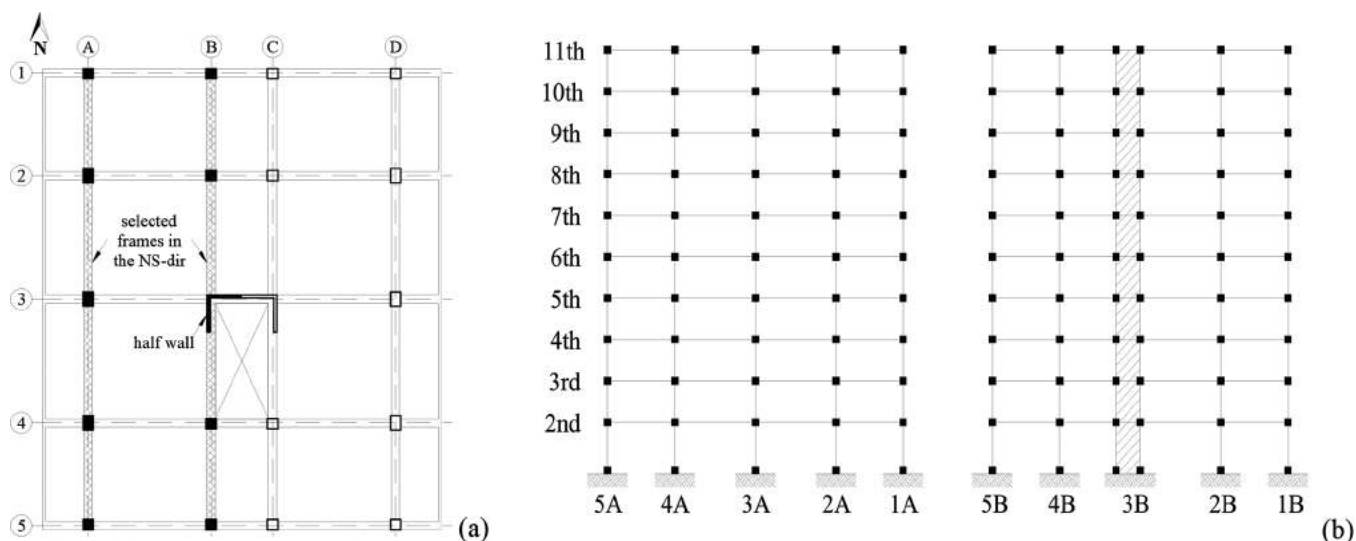 N
A B C D
1
2
3
4
5
selected
frames in
the NS-dir
half wall
(a)
11th
10th
9th
8th
7th
6th
5th
4th
3rd
2nd
5A 4A 3A 2A 1A
5B 4B 3B 2B 1B
(b)